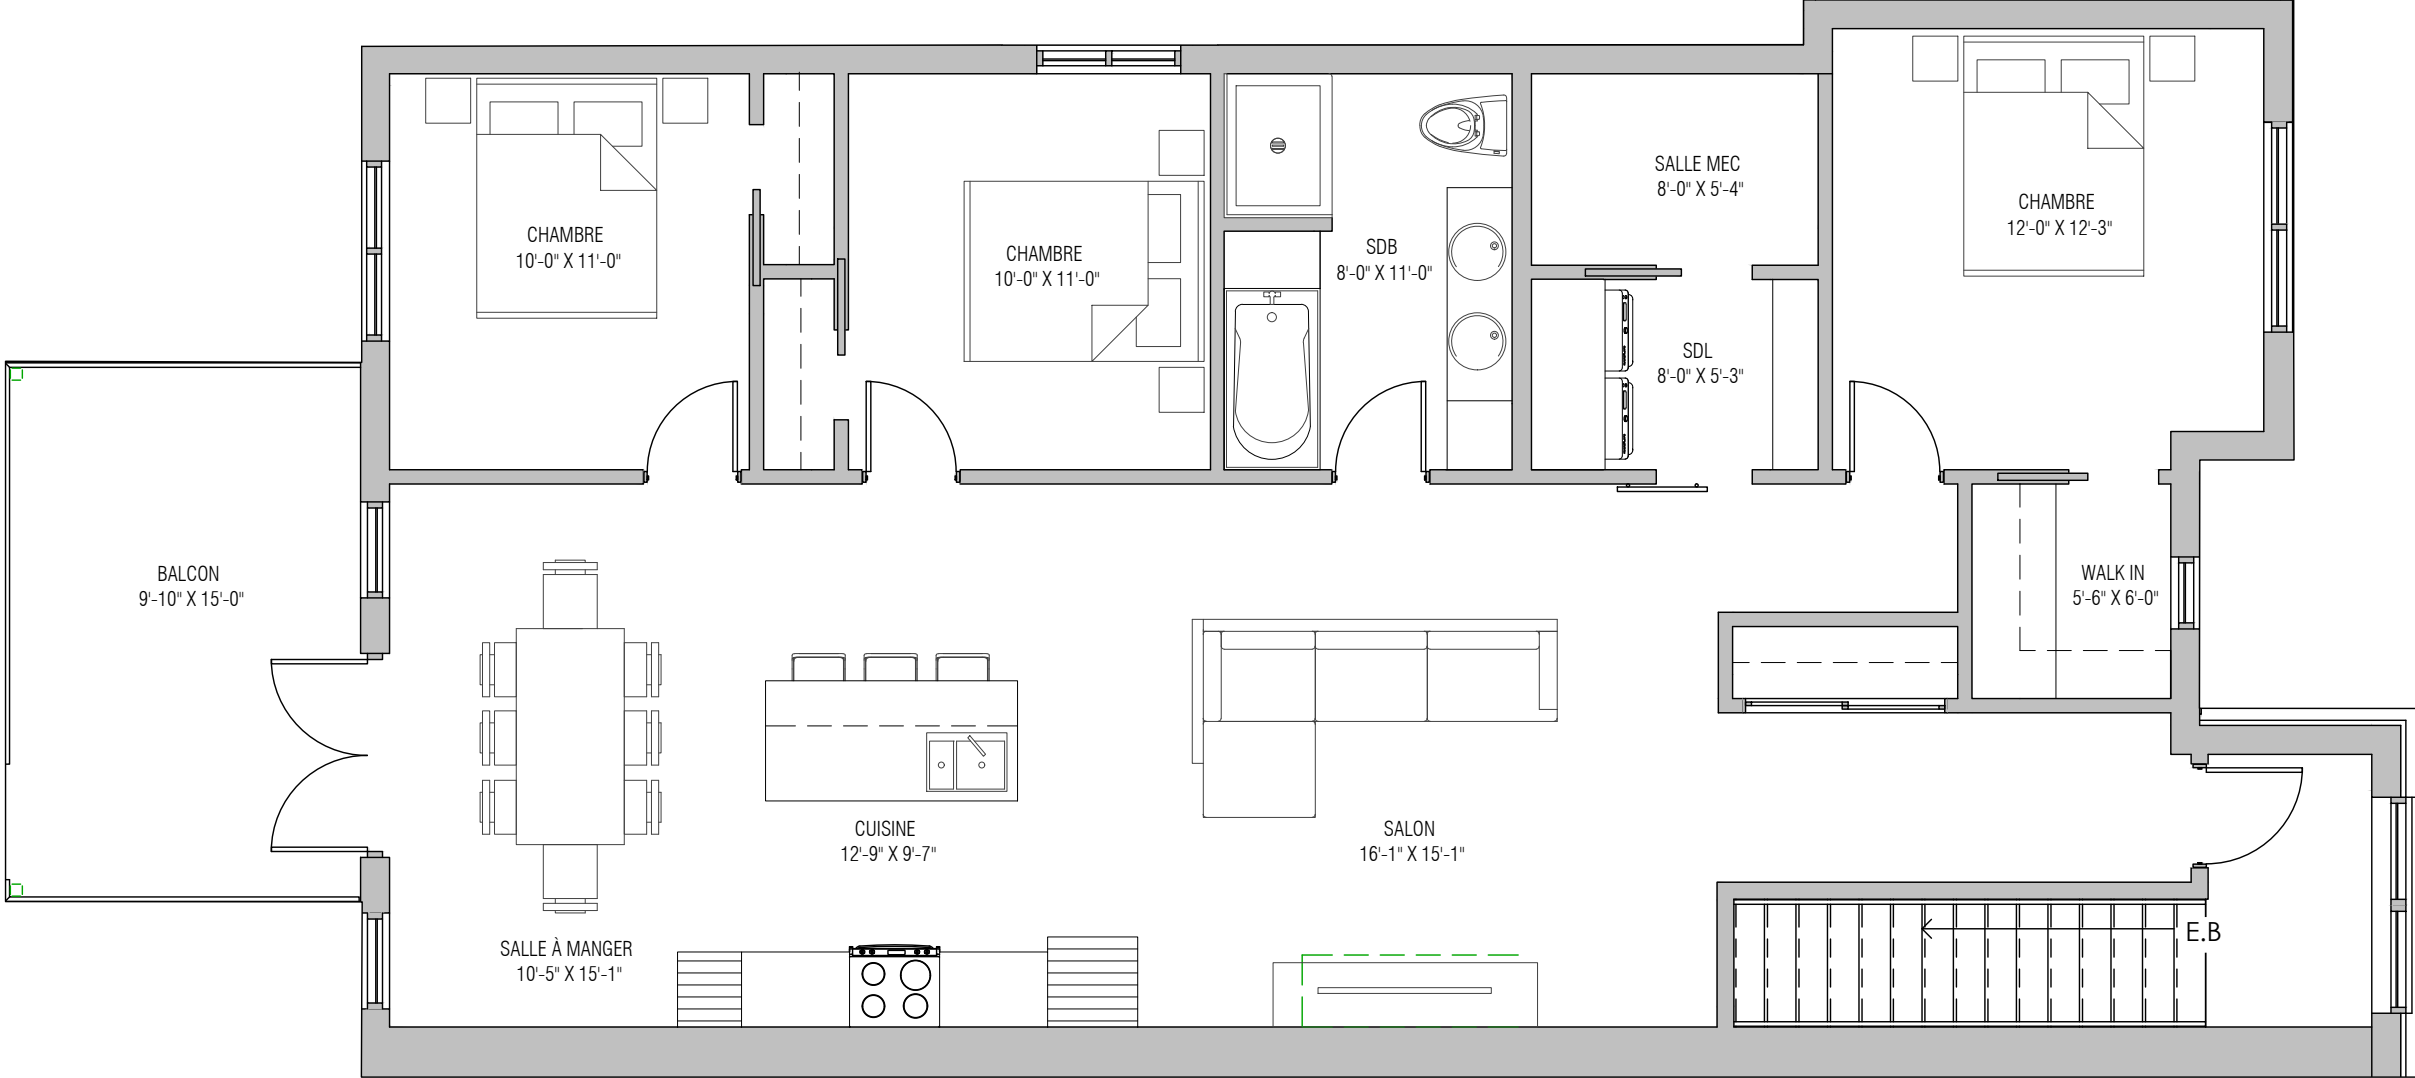 CHAMBRE
10'-0" X 11'-0"
CHAMBRE
10'-0" X 11'-0"
SDB
8'-0" X 11'-0"
SALLE MEC
8'-0" X 5'-4"
SDL
8'-0" X 5'-3"
CHAMBRE
12'-0" X 12'-3"
BALCON
9'-10" X 15'-0"
WALK IN
5'-6" X 6'-0"
CUISINE
12'-9" X 9'-7"
SALON
16'-1" X 15'-1"
SALLE À MANGER
10'-5" X 15'-1"
E.B